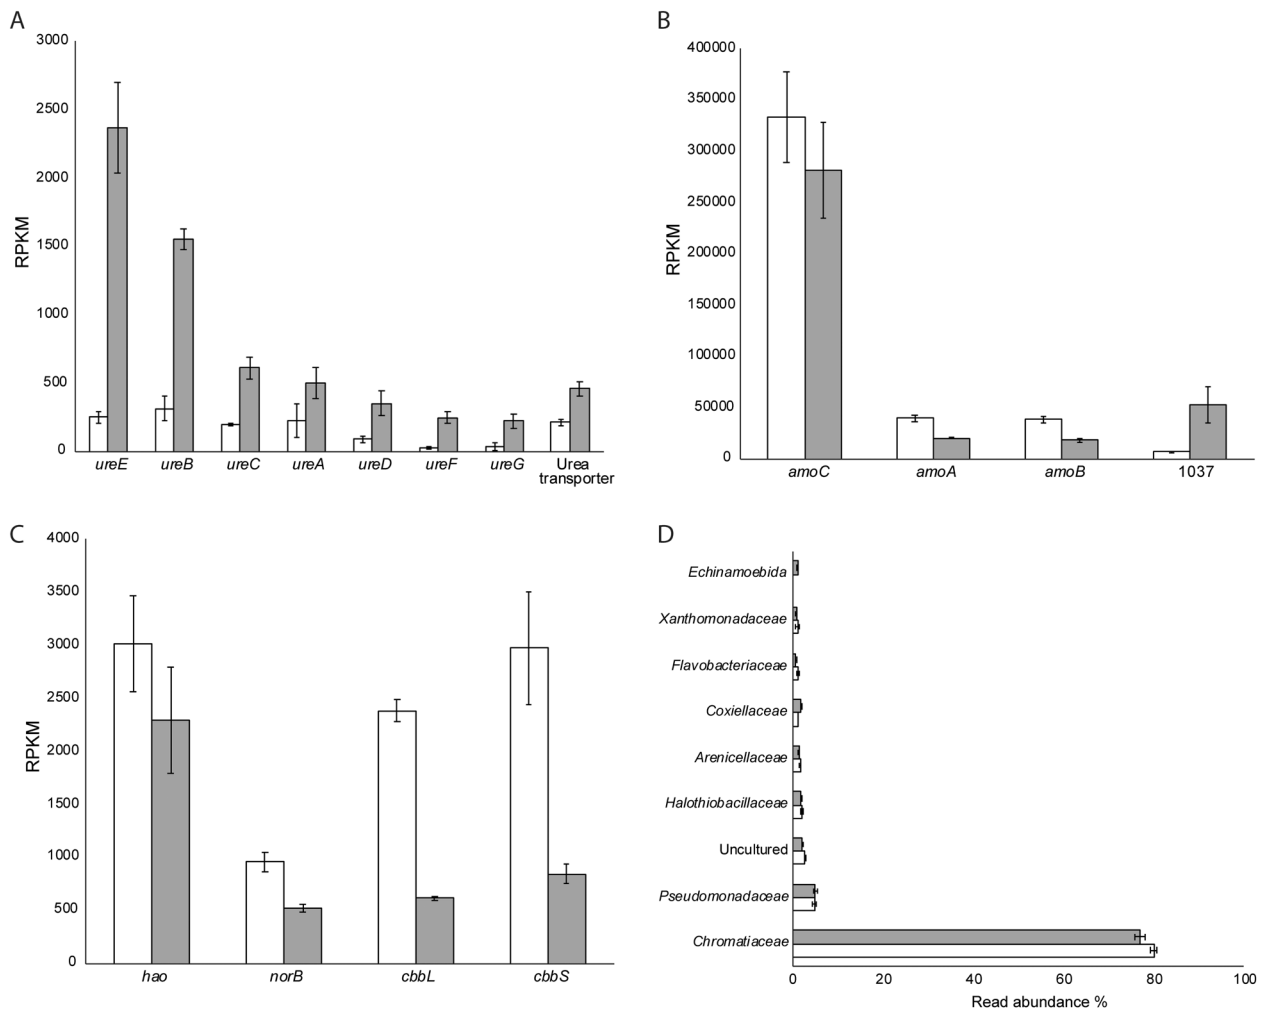 A
3000
2500
2000
1500
1000
500
0
RPKM
ureE ureB ureC ureA ureD ureF ureG Urea
transporter
B
400000
350000
300000
250000
200000
150000
100000
50000
0
RPKM
amoC amoA amoB 1037
C
4000
3500
3000
2500
2000
1500
1000
500
0
RPKM
hao norB cbbL cbbS
D
Echinamoebida
Xanthomonadaceae
Flavobacteriaceae
Coxiellaceae
Arenicellaceae
Halothiobacillaceae
Uncultured
Pseudomonadaceae
Chromatiaceae
0 20 40 60 80 100
Read abundance %